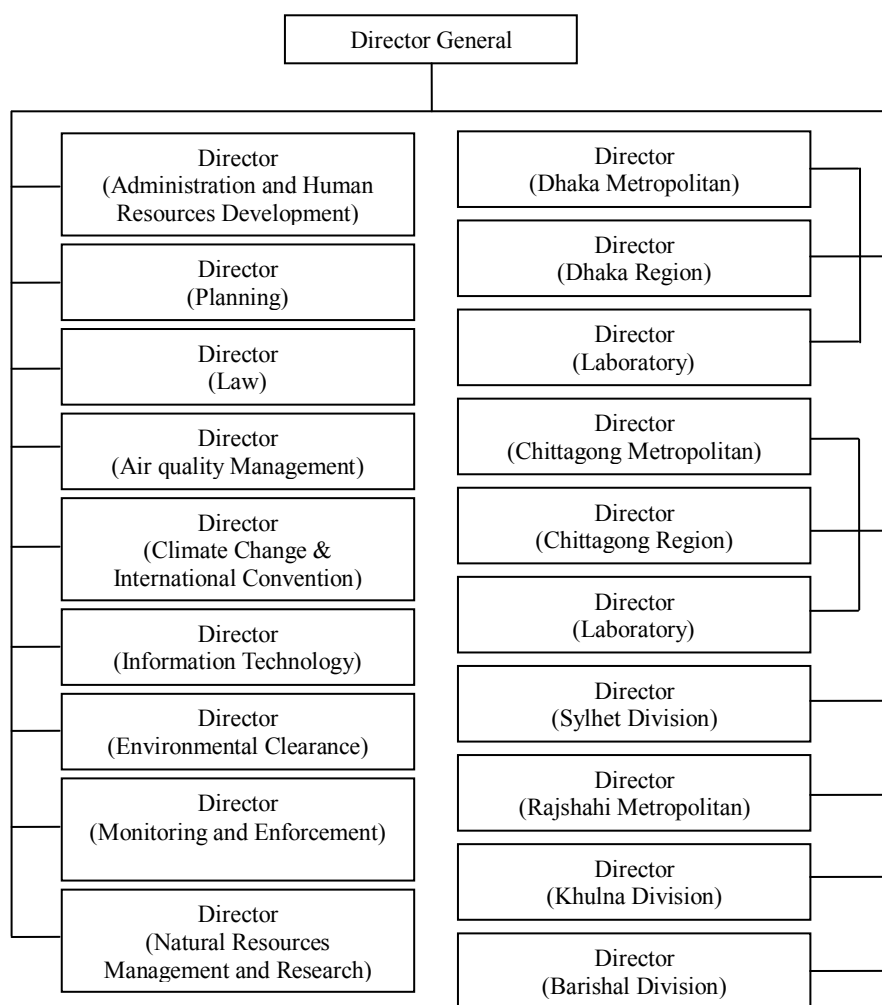 Director General
Director
(Administration and Human
Resources Development)
Director
(Planning)
Director
(Law)
Director
(Air quality Management)
Director
(Climate Change &
International Convention)
Director
(Information Technology)
Director
(Environmental Clearance)
Director
(Monitoring and Enforcement)
Director
(Natural Resources
Management and Research)
Director
(Dhaka Metropolitan)
Director
(Dhaka Region)
Director
(Laboratory)
Director
(Chittagong Metropolitan)
Director
(Chittagong Region)
Director
(Laboratory)
Director
(Sylhet Division)
Director
(Rajshahi Metropolitan)
Director
(Khulna Division)
Director
(Barishal Division)